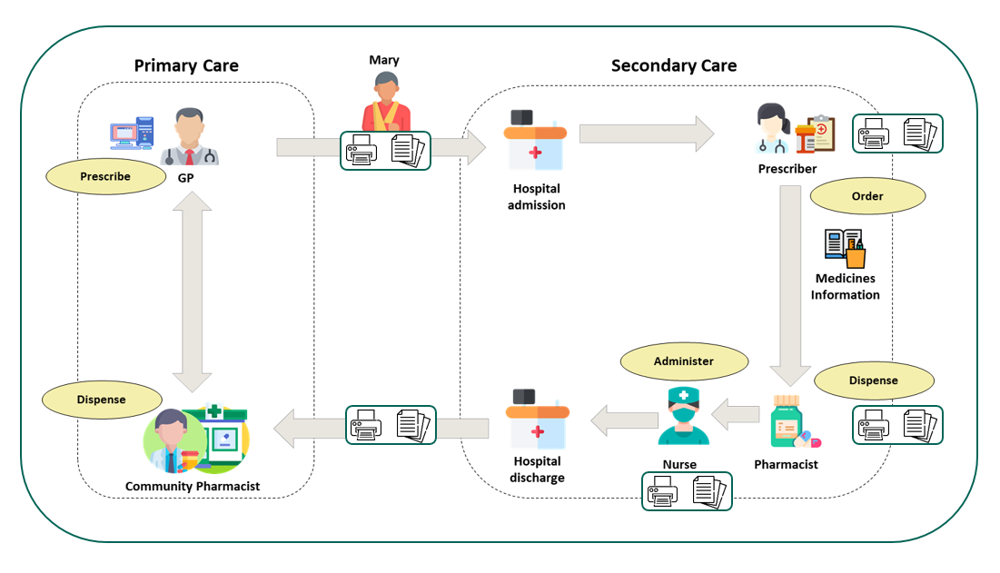 Primary Care
Mary
Secondary Care
Prescribe
GP
Hospital
admission
Prescriber
Order
Medicines
Information
Administer
Dispense
Dispense
Community Pharmacist
Hospital
discharge
Nurse
Pharmacist